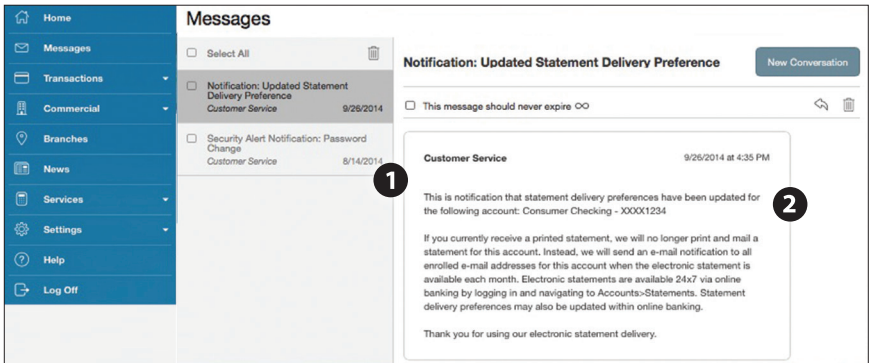 Home
Messages
Transactions
Commercial
Branches
News
Services
Settings
Help
Log Off
Messages
Select All
Notification: Updated Statement
Delivery Preference
Customer Service 9/26/2014
Security Alert Notification: Password
Change
Customer Service 8/14/2014
1
Notification: Updated Statement Delivery Preference
New Conversation
This message should never expire
Customer Service 9/26/2014 at 4:35 PM
2
This is notification that statement delivery preferences have been updated for
the following account: Consumer Checking - XXXX1234
If you currently receive a printed statement, we will no longer print and mail a
statement for this account. Instead, we will send an e-mail notification to all
enrolled e-mail addresses for this account when the electronic statement is
available each month. Electronic statements are available 24x7 via online
banking by logging in and navigating to Accounts>Statements. Statement
delivery preferences may also be updated within online banking.
Thank you for using our electronic statement delivery.